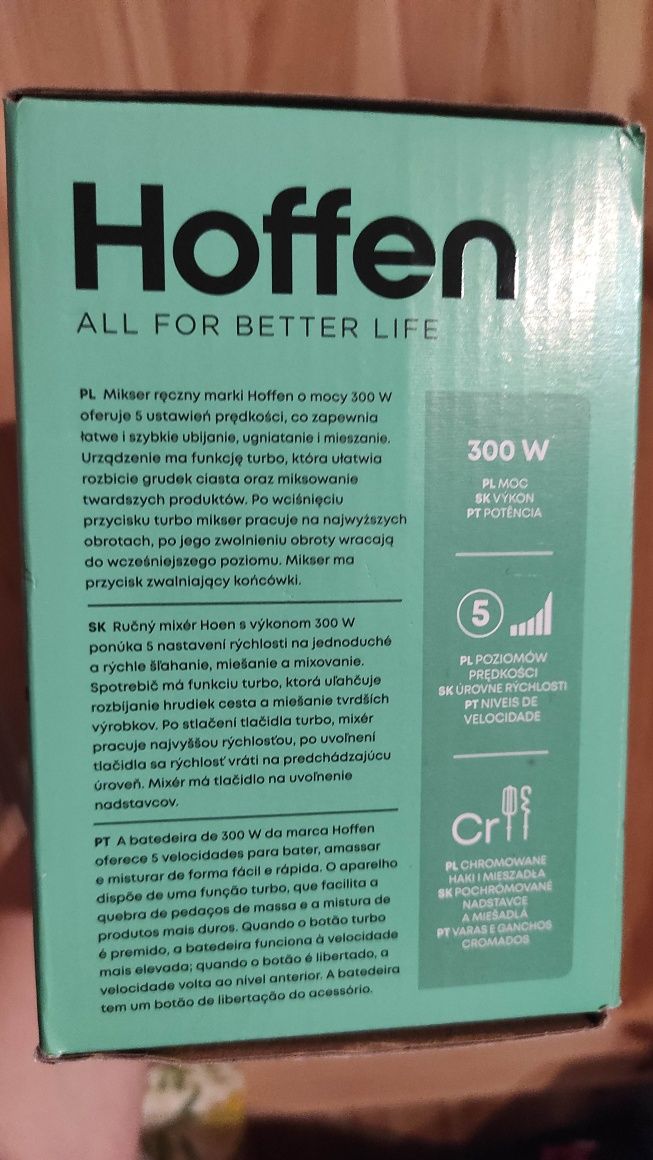 Hoffen
ALL FOR BETTER LIFE
PL Mikser ręczny marki Hoffen o mocy 300 W
oferuje 5 ustawień prędkości, co zapewnia
łatwe i szybkie ubijanie, ugniatanie i mieszanie.
Urządzenie ma funkcję turbo, która ułatwia
rozbicie grudek ciasta oraz miksowanie
twardszych produktów. Po wciśnięciu
przycisku turbo mikser pracuje na najwyższych
obrotach, po jego zwolnieniu obroty wracają
do wcześniejszego poziomu. Mikser ma
przycisk zwalniający końcówki.
SK Ručný mixér Hoen s výkonom 300 W
ponúka 5 nastavení rýchlosti na jednoduché
a rýchle šľahanie, miešanie a mixovanie.
Spotrebič má funkciu turbo, ktorá uľahčuje
rozbíjanie hrudiek cesta a miešanie tvrdších
výrobkov. Po stlačení tlačidla turbo, mixér
pracuje najvyššou rýchlosťou, po uvoľnení
tlačidla sa rýchlosť vráti na predchádzajúcu
úroveň. Mixér má tlačidlo na uvoľnenie
nadstavcov.
PT A batedeira de 300 W da marca Hoffen
oferece 5 velocidades para bater, amassar
e misturar de forma fácil e rápida. O aparelho
dispõe de uma função turbo, que facilita a
quebra de pedaços de massa e a mistura de
produtos mais duros. Quando o botão turbo
é premido, a batedeira funciona à velocidade
mais elevada; quando o botão é libertado, a
velocidade volta ao nível anterior. A batedeira
tem um botão de libertação do acessório.
300 W
PL MOC
SK VÝKON
PT POTÊNCIA
5
PL POZIOMÓW
PRĘDKOŚCI
SK ÚROVNE RÝCHLOSTI
PT NIVEIS DE
VELOCIDADE
Cr
PL CHROMOWANE
HAKI I MIESZADŁA
SK POCHRÓMOVANÉ
NADSTAVCE
A MIEŠADLÁ
PT VARAS E GANCHOS
CROMADOS